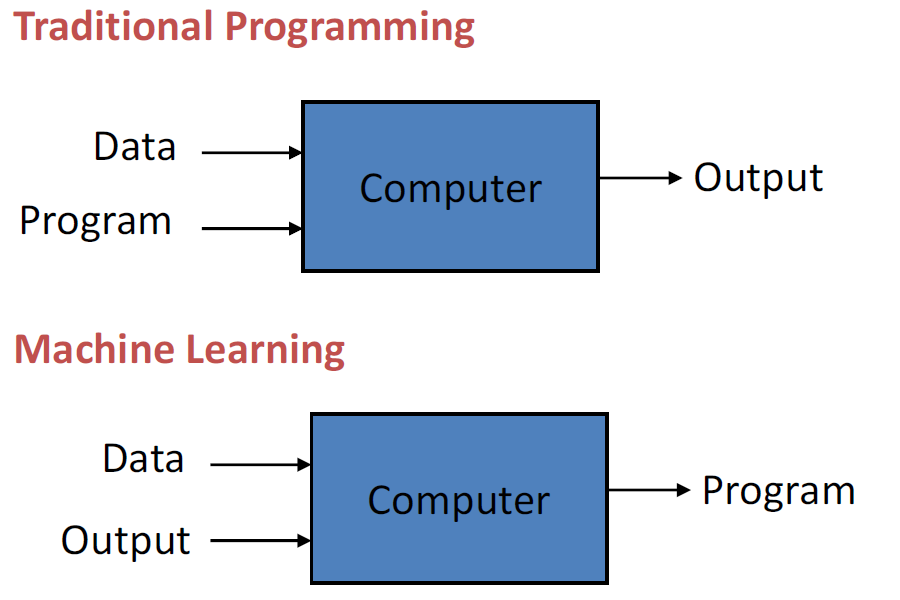 Traditional Programming
Data
Program
Computer
Output
Machine Learning
Data
Output
Computer
Program